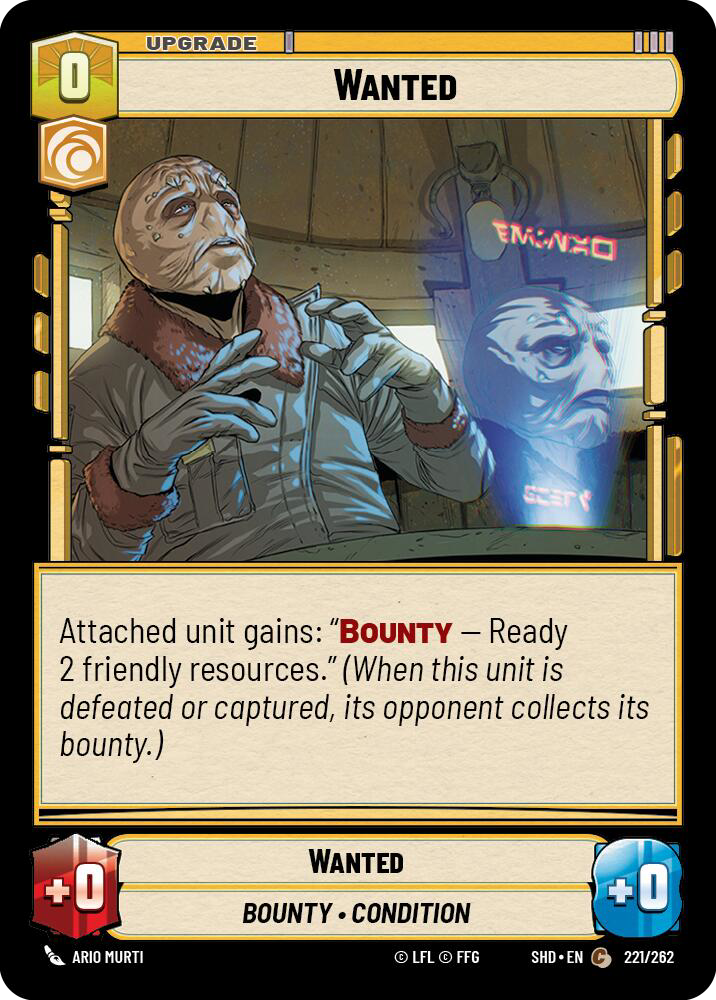 UPGRADE
0
WANTED
Attached unit gains: “BOUNTY — Ready
2 friendly resources.” (When this unit is
defeated or captured, its opponent collects its
bounty.)
+0
WANTED
+0
BOUNTY • CONDITION
ARIO MURTI
© LFL © FFG
SHD • EN
C
221/262